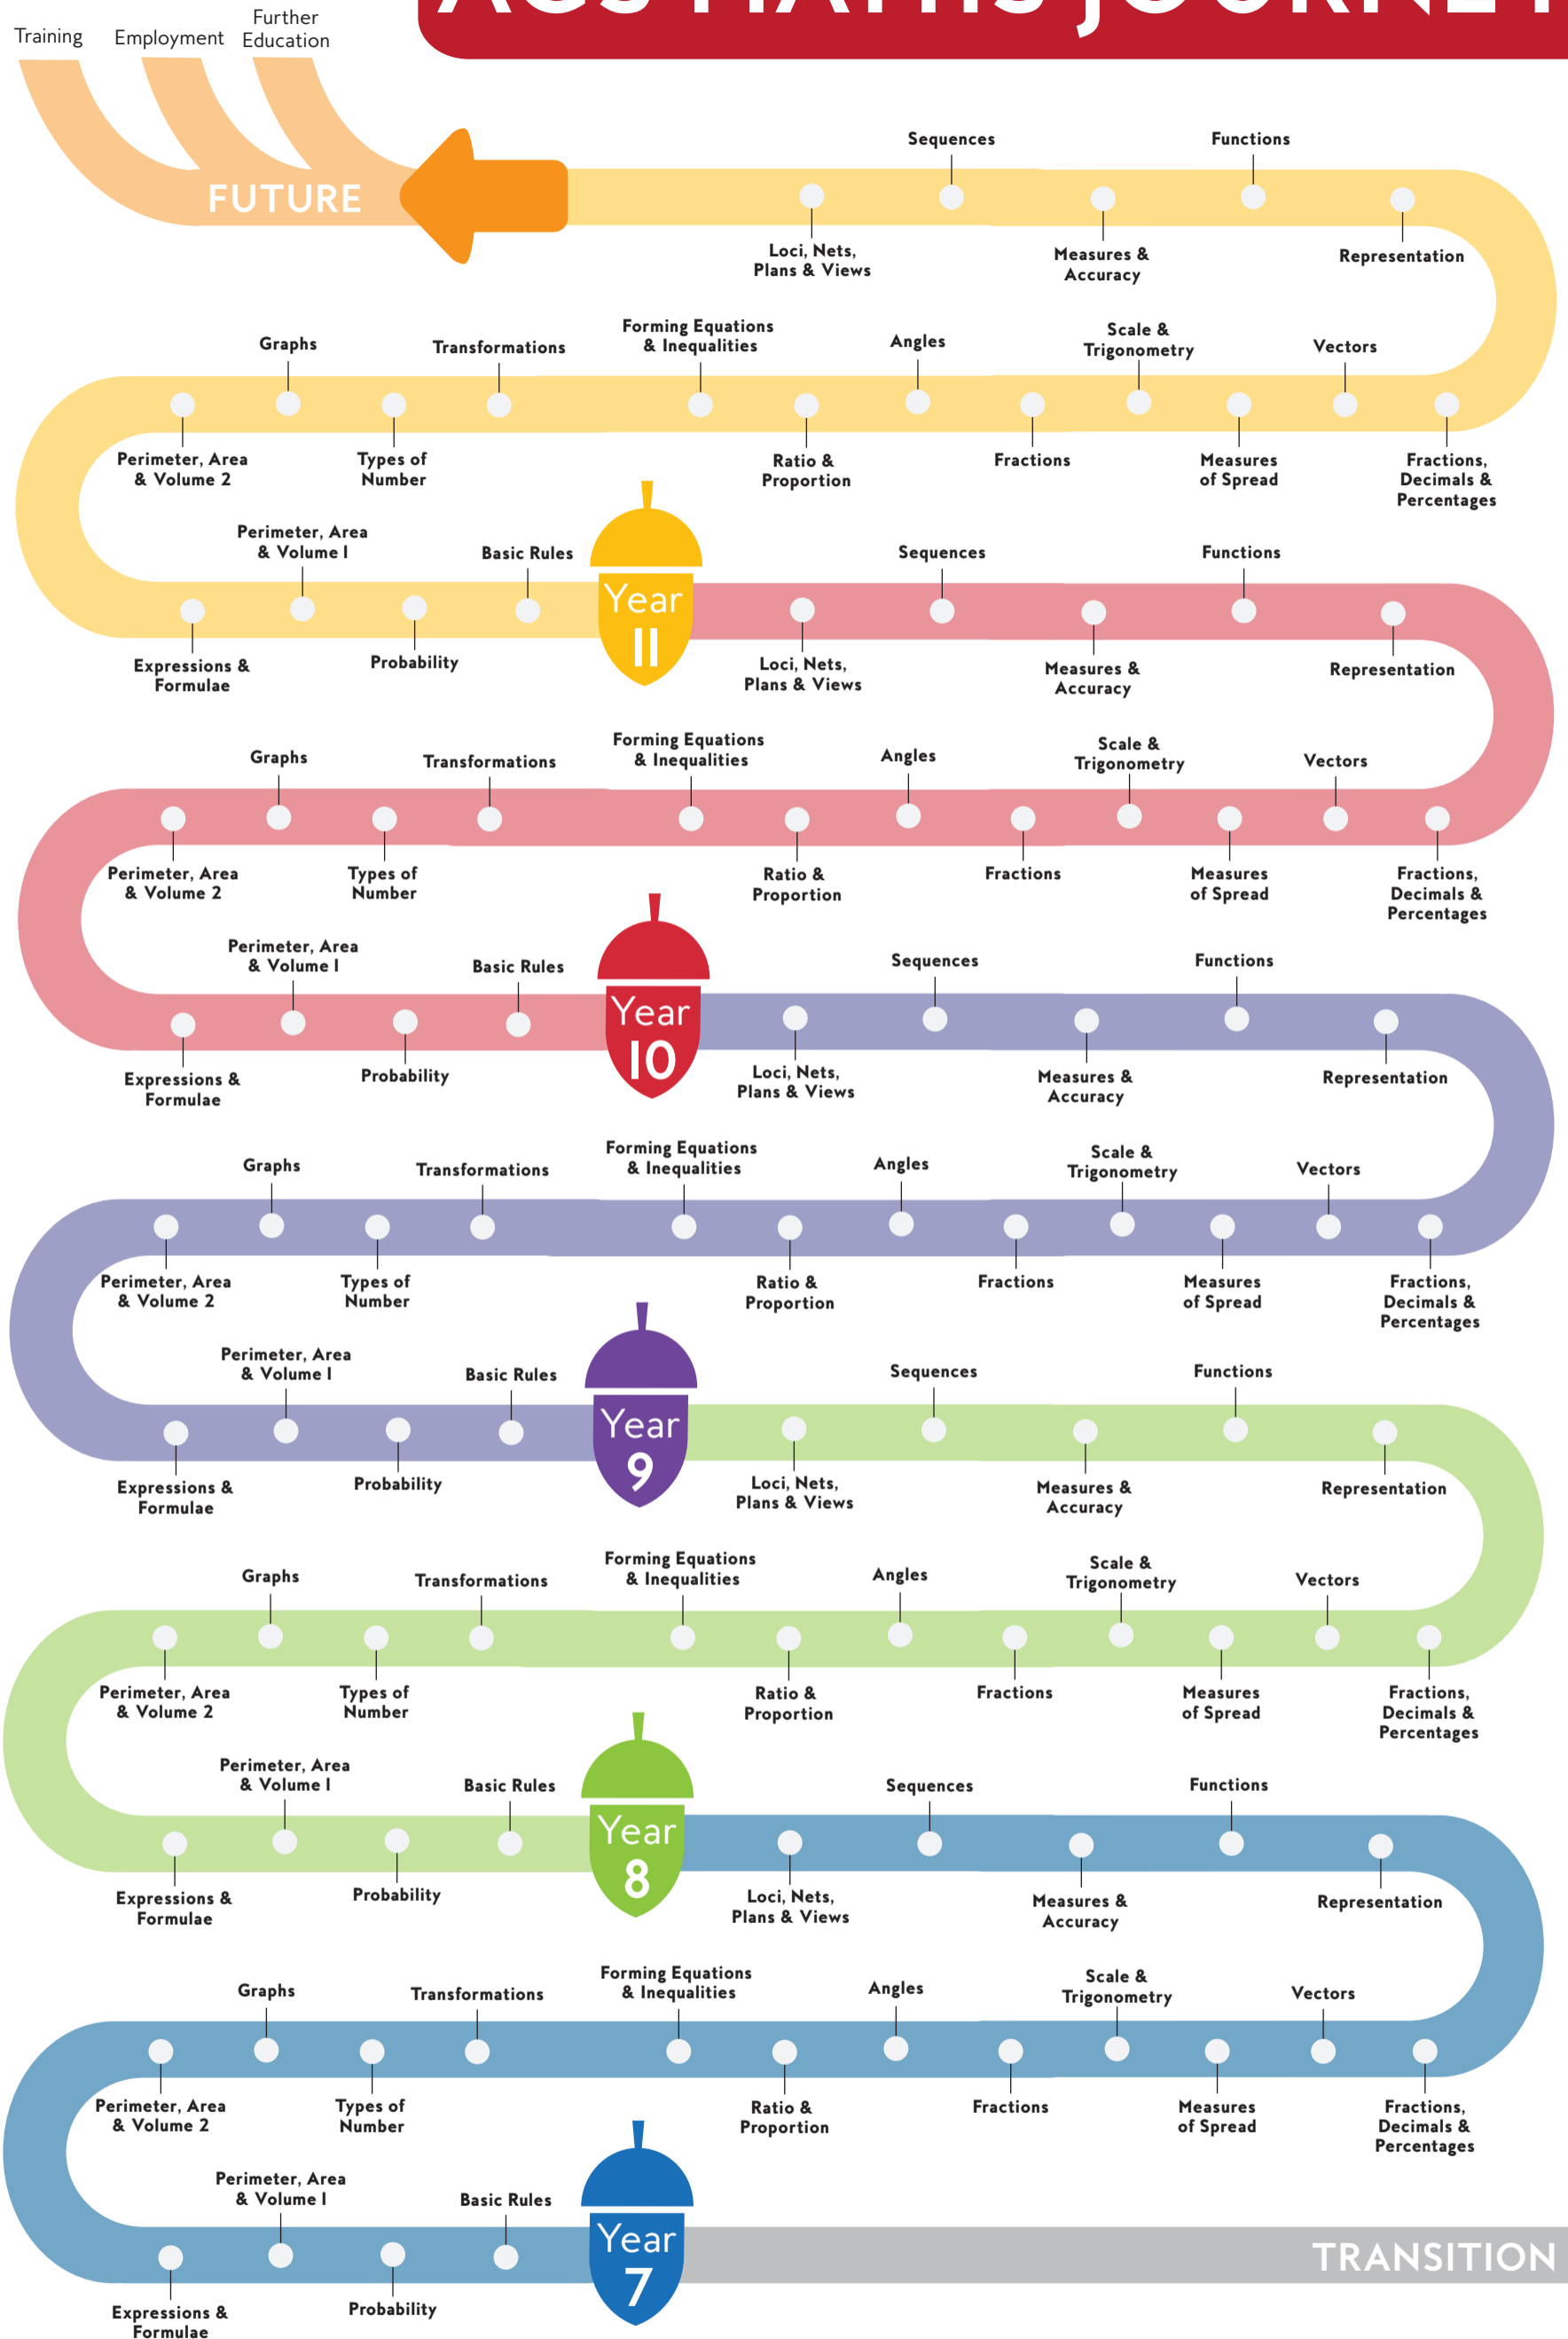 MATHS JOURNEY
Training
Employment
Further
Education
FUTURE
Sequences
Functions
Loci, Nets,
Plans & Views
Measures &
Accuracy
Representation
Graphs
Transformations
Forming Equations
& Inequalities
Angles
Scale &
Trigonometry
Vectors
Perimeter, Area
& Volume 2
Types of
Number
Ratio &
Proportion
Fractions
Measures
of Spread
Fractions,
Decimals &
Percentages
Perimeter, Area
& Volume 1
Basic Rules
Year
11
Sequences
Functions
Expressions &
Formulae
Probability
Loci, Nets,
Plans & Views
Measures &
Accuracy
Representation
Graphs
Transformations
Forming Equations
& Inequalities
Angles
Scale &
Trigonometry
Vectors
Perimeter, Area
& Volume 2
Types of
Number
Ratio &
Proportion
Fractions
Measures
of Spread
Fractions,
Decimals &
Percentages
Perimeter, Area
& Volume 1
Basic Rules
Year
10
Sequences
Functions
Expressions &
Formulae
Probability
Loci, Nets,
Plans & Views
Measures &
Accuracy
Representation
Graphs
Transformations
Forming Equations
& Inequalities
Angles
Scale &
Trigonometry
Vectors
Perimeter, Area
& Volume 2
Types of
Number
Ratio &
Proportion
Fractions
Measures
of Spread
Fractions,
Decimals &
Percentages
Perimeter, Area
& Volume 1
Basic Rules
Year
9
Sequences
Functions
Expressions &
Formulae
Probability
Loci, Nets,
Plans & Views
Measures &
Accuracy
Representation
Graphs
Transformations
Forming Equations
& Inequalities
Angles
Scale &
Trigonometry
Vectors
Perimeter, Area
& Volume 2
Types of
Number
Ratio &
Proportion
Fractions
Measures
of Spread
Fractions,
Decimals &
Percentages
Perimeter, Area
& Volume 1
Basic Rules
Year
8
Sequences
Functions
Expressions &
Formulae
Probability
Loci, Nets,
Plans & Views
Measures &
Accuracy
Representation
Graphs
Transformations
Forming Equations
& Inequalities
Angles
Scale &
Trigonometry
Vectors
Perimeter, Area
& Volume 2
Types of
Number
Ratio &
Proportion
Fractions
Measures
of Spread
Fractions,
Decimals &
Percentages
Perimeter, Area
& Volume 1
Basic Rules
Year
7
TRANSITION
Expressions &
Formulae
Probability